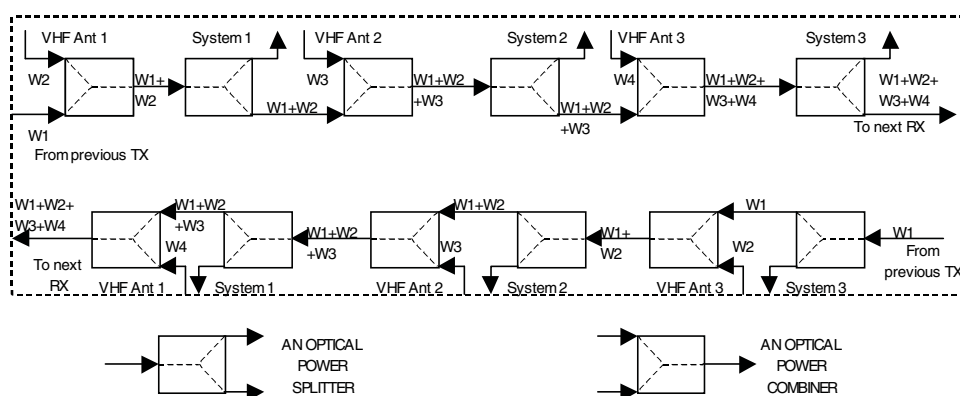 VHF Ant 1
System 1
VHF Ant 2
System 2
VHF Ant 3
System 3
W2
W1+
W2
W3
W1+W2
+W3
W4
W1+W2+
W3+W4
W1+W2+
W3+W4
W1+W2
W1+W2
+W3
W1
From previous TX
To next RX
W1+W2+
W3+W4
W1+W2
+W3
W4
W1+W2
+W3
W1+W2
W3
W1+
W2
W1
W2
W1
From
previous TX
To next
RX
VHF Ant 1
System 1
VHF Ant 2
System 2
VHF Ant 3
System 3
AN OPTICAL
POWER
SPLITTER
AN OPTICAL
POWER
COMBINER